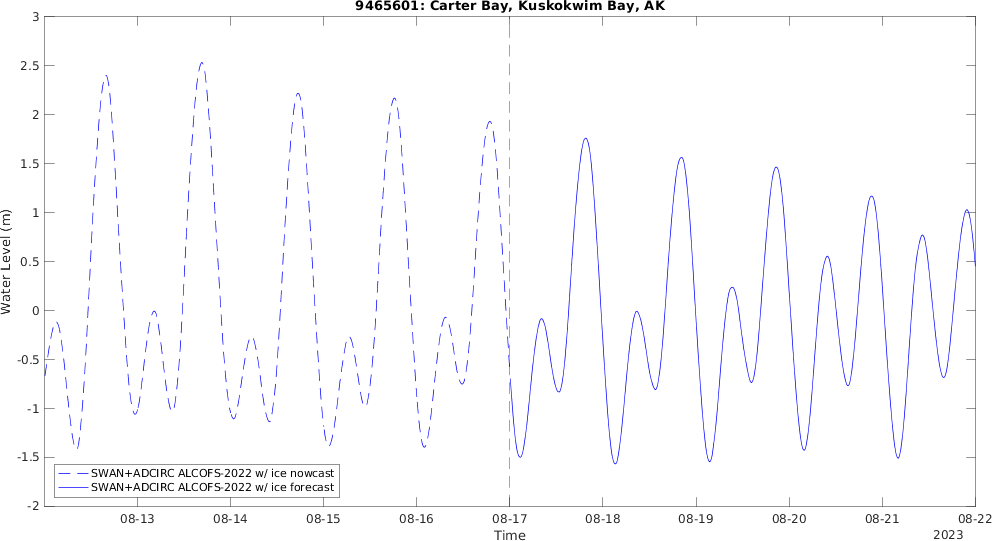 9465601: Carter Bay, Kuskokwim Bay, AK
3
2.5
2
1.5
1
0.5
0
-0.5
-1
-1.5
-2
Water Level (m)
SWAN+ADCIRC ALCOFS-2022 w/ ice nowcast
SWAN+ADCIRC ALCOFS-2022 w/ ice forecast
08-13 08-14 08-15 08-16 08-17 08-18 08-19 08-20 08-21 08-22
Time
2023